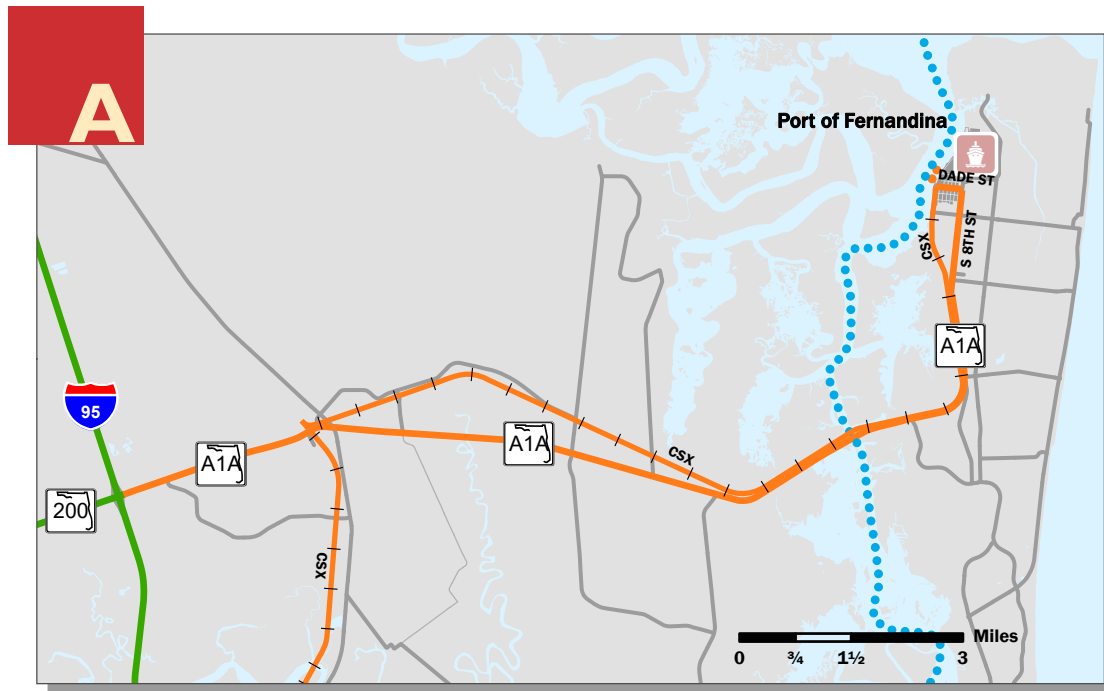 A
Port of Fernandina
DADE ST
CSX
S 8TH ST
A1A
95
A1A
A1A
CSX
200
CSX
Miles
0 ¾ 1½ 3